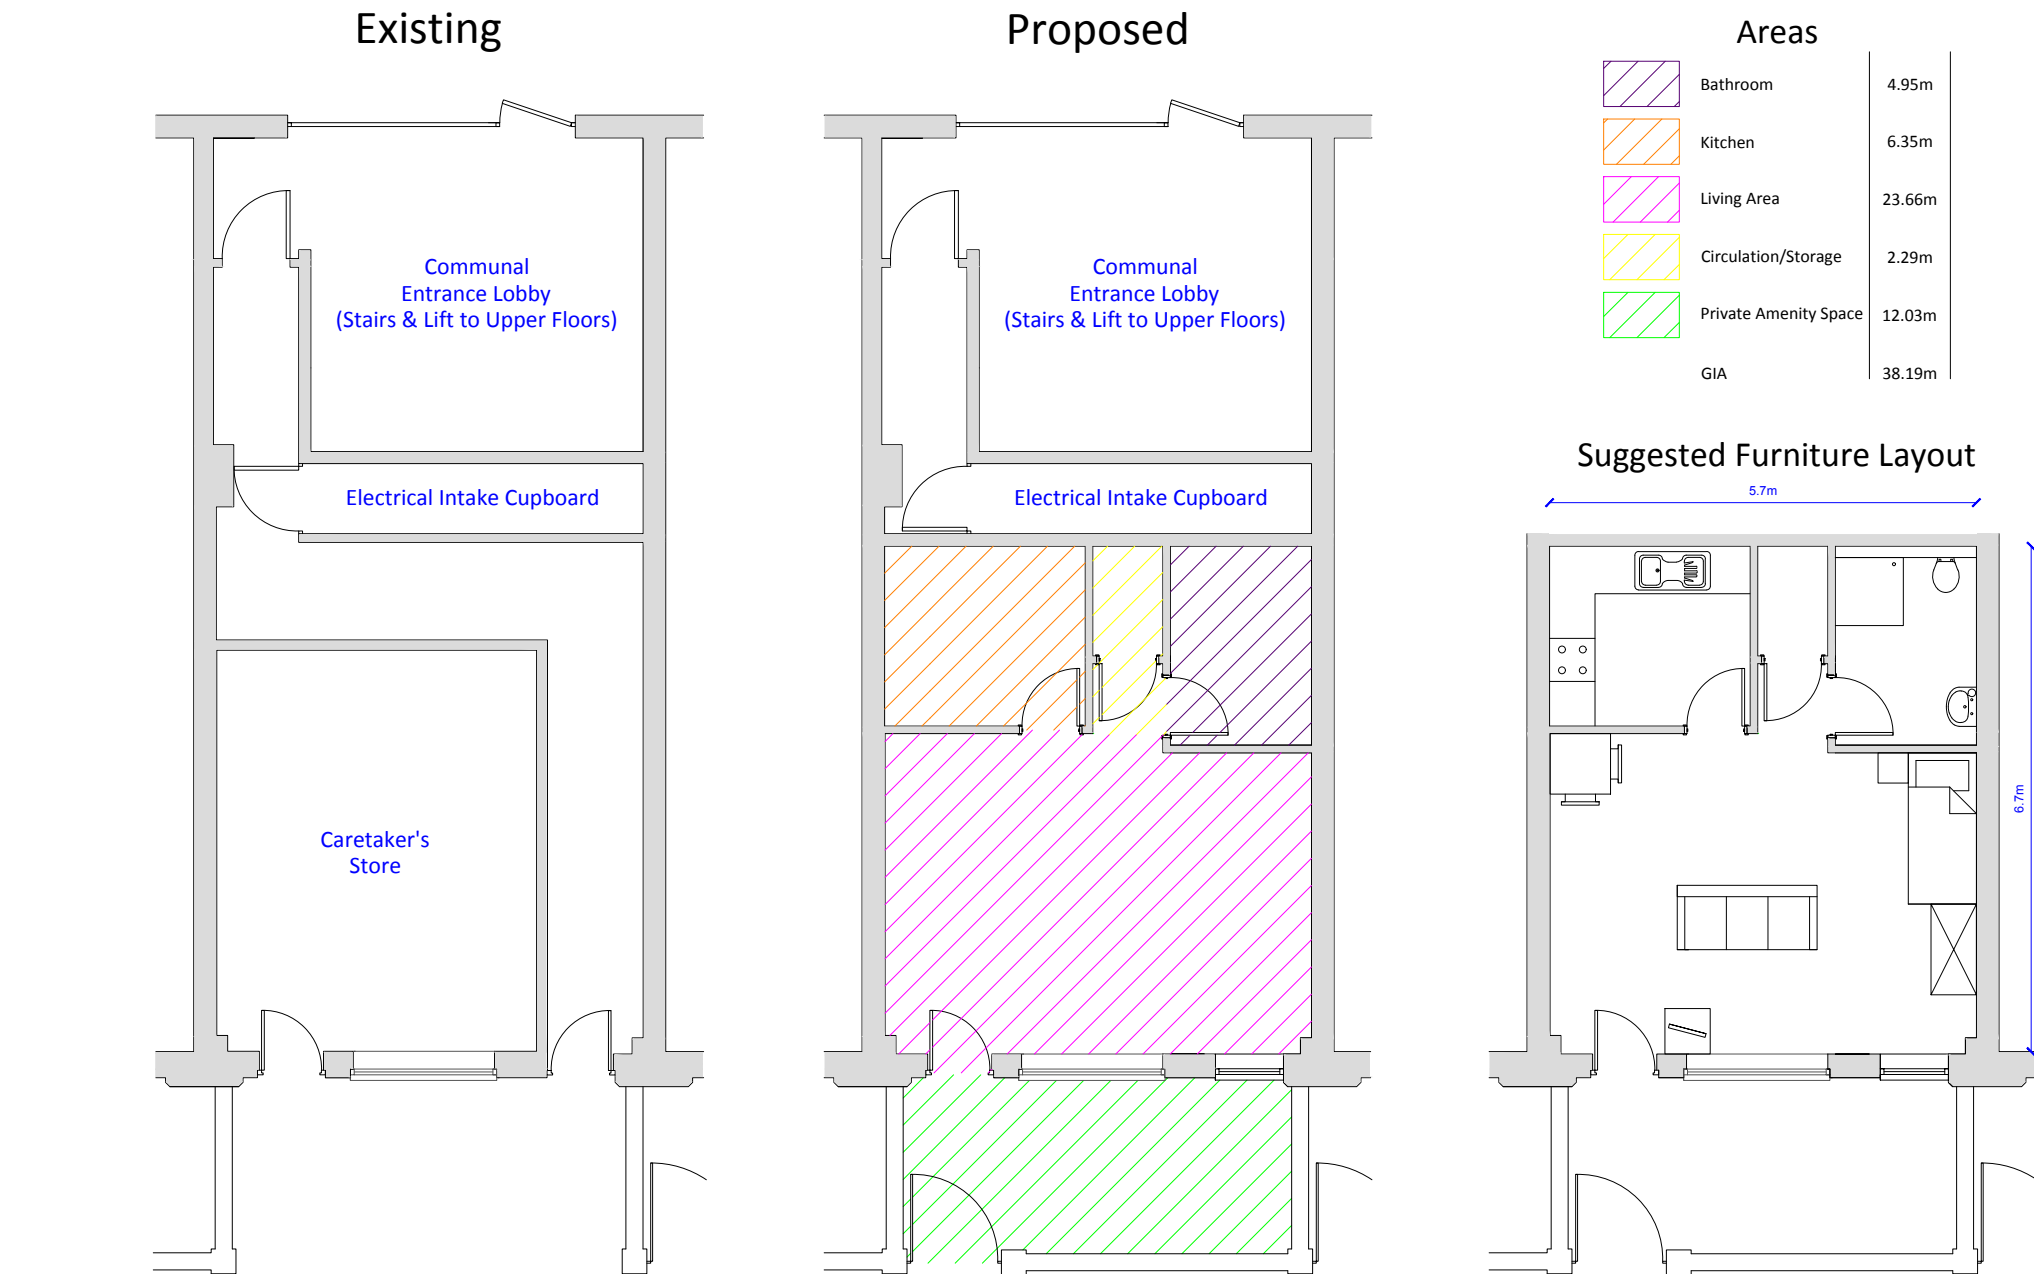 Existing
Communal
Entrance Lobby
(Stairs & Lift to Upper Floors)
Electrical Intake Cupboard
Caretaker's
Store
Proposed
Communal
Entrance Lobby
(Stairs & Lift to Upper Floors)
Electrical Intake Cupboard
Areas
Bathroom 4.95m
Kitchen 6.35m
Living Area 23.66m
Circulation/Storage 2.29m
Private Amenity Space 12.03m
GIA 38.19m
Suggested Furniture Layout
5.7m
6.7m